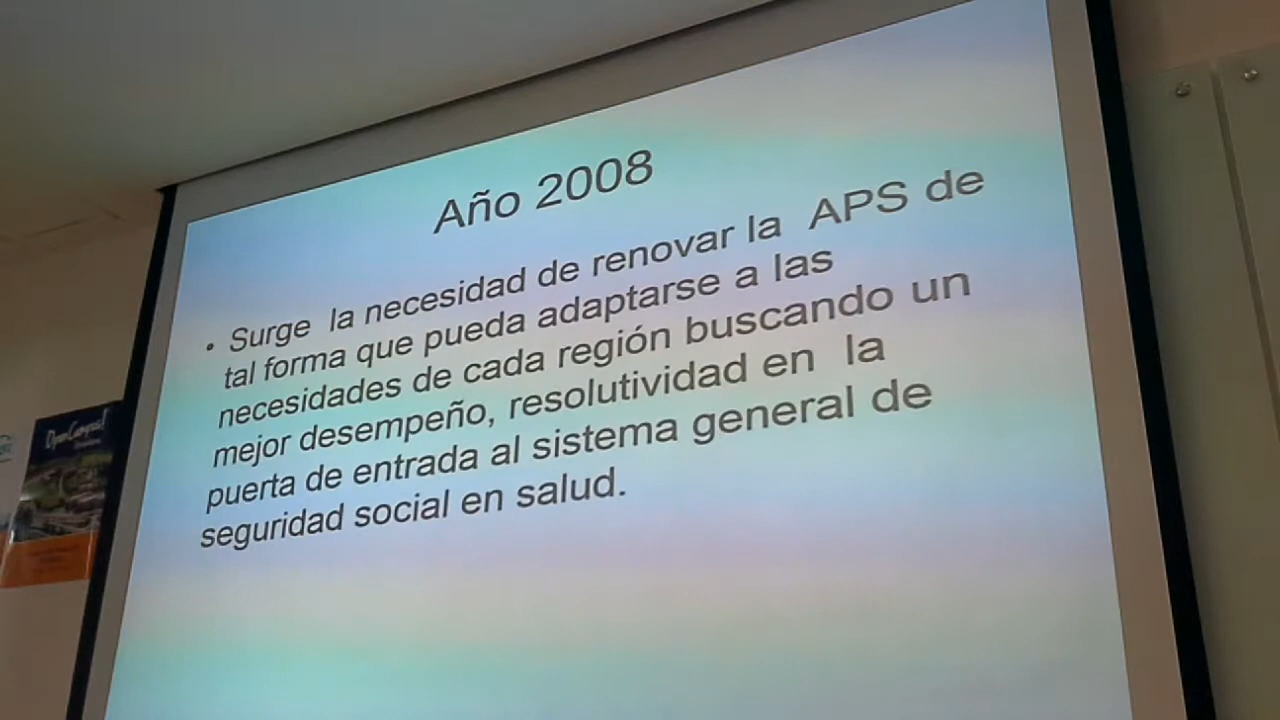 Año 2008
• Surge la necesidad de renovar la APS de
tal forma que pueda adaptarse a las
necesidades de cada región buscando un
mejor desempeño, resolutividad en la
puerta de entrada al sistema general de
seguridad social en salud.